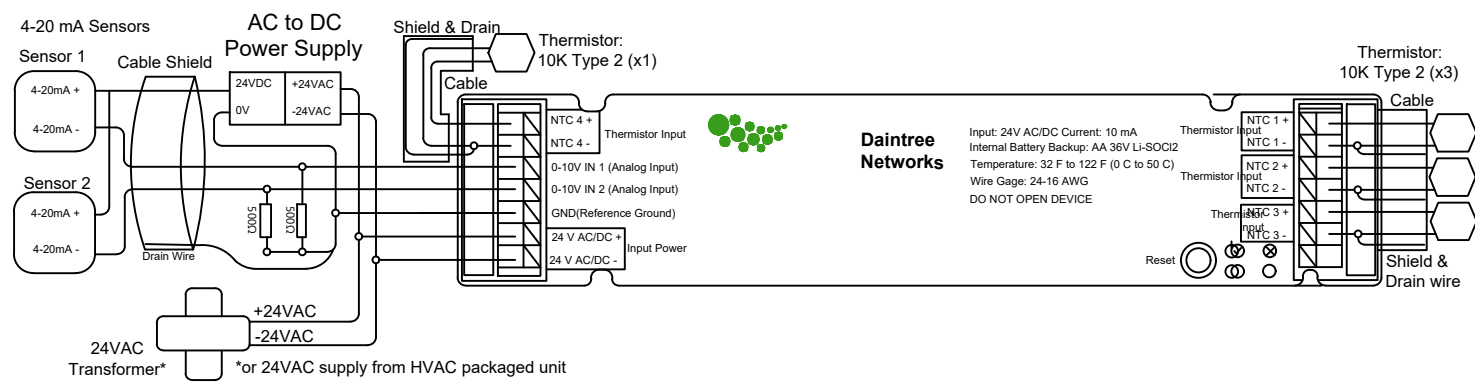 4-20 mA Sensors
Sensor 1
4-20mA +
4-20mA -
Sensor 2
4-20mA +
4-20mA -
Cable Shield
Drain Wire
AC to DC
Power Supply
24VDC
+24VAC
0V
-24VAC
500Ω
500Ω
Shield & Drain
Cable
Thermistor:
10K Type 2 (x1)
NTC 4 +
NTC 4 -
Thermistor Input
0-10V IN 1 (Analog Input)
0-10V IN 2 (Analog Input)
GND(Reference Ground)
24 V AC/DC +
24 V AC/DC -
Input Power
Daintree
Networks
Input: 24V AC/DC Current: 10 mA
Internal Battery Backup: AA 36V Li-SOCl2
Temperature: 32 F to 122 F (0 C to 50 C)
Wire Gage: 24-16 AWG
DO NOT OPEN DEVICE
Reset
Thermistor Input
NTC 1 +
NTC 1 -
Thermistor Input
NTC 2 +
NTC 2 -
Thermistor
Input
NTC 3 +
NTC 3 -
Thermistor:
10K Type 2 (x3)
Cable
Shield &
Drain wire
+24VAC
-24VAC
24VAC
Transformer*
*or 24VAC supply from HVAC packaged unit